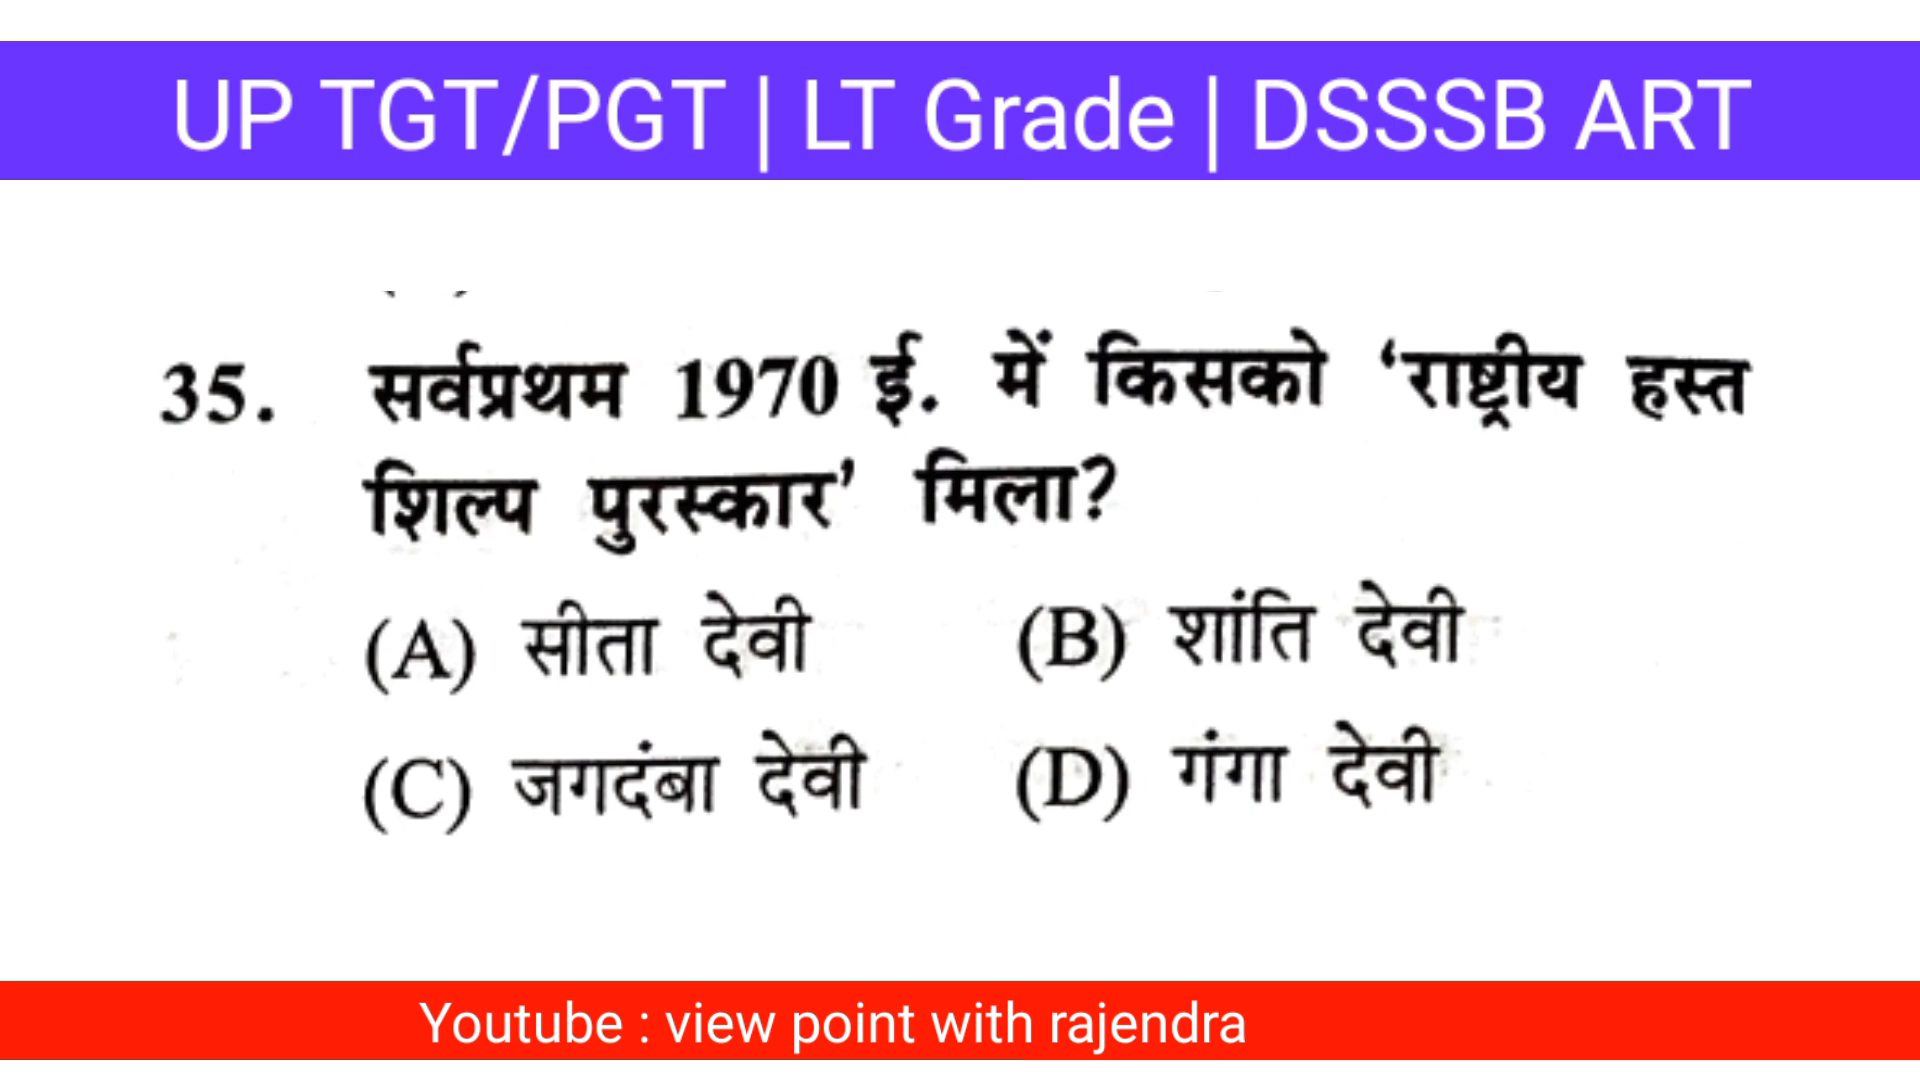 UP TGT/PGT | LT Grade | DSSSB ART
35. सर्वप्रथम 1970 ई. में किसको ‘राष्ट्रीय हस्त
शिल्प पुरस्कार’ मिला?
(A) सीता देवी (B) शांति देवी
(C) जगदंबा देवी (D) गंगा देवी
Youtube : view point with rajendra